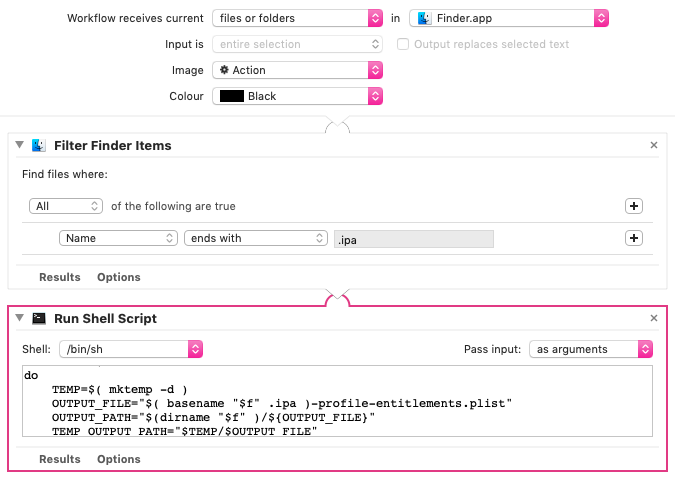 Workflow receives current files or folders in Finder.app
Input is entire selection Output replaces selected text
Image Action
Colour Black
Filter Finder Items
Find files where:
All of the following are true
Name ends with .ipa
Results Options
Run Shell Script
Shell: /bin/sh Pass input: as arguments
do
TEMP=$( mktemp -d )
OUTPUT_FILE="$( basename "$f" .ipa )-profile-entitlements.plist"
OUTPUT_PATH="$(dirname "$f" )/${OUTPUT_FILE}"
TEMP_OUTPUT_PATH="$TEMP/$OUTPUT_FILE"
Results Options